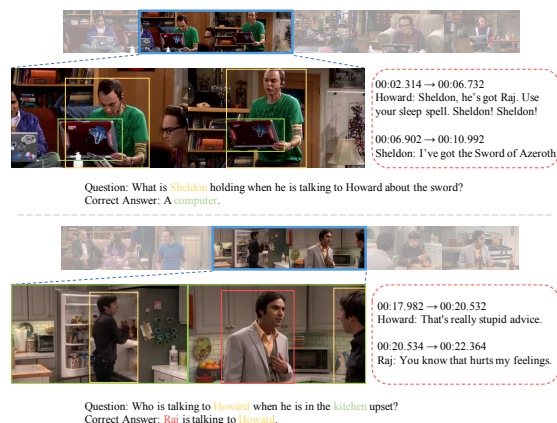 00:02.314 → 00:06.732
Howard: Sheldon, he's got Raj. Use
your sleep spell. Sheldon! Sheldon!
00:06.902 → 00:10.992
Sheldon: I've got the Sword of Azeroth
Question: What is Sheldon holding when he is talking to Howard about the sword?
Correct Answer: A computer.
00:17.982 → 00:20.532
Howard: That's really stupid advice.
00:20.534 → 00:22.364
Raj: You know that hurts my feelings.
Question: Who is talking to Howard when he is in the kitchen upset?
Correct Answer: Raj is talking to Howard.